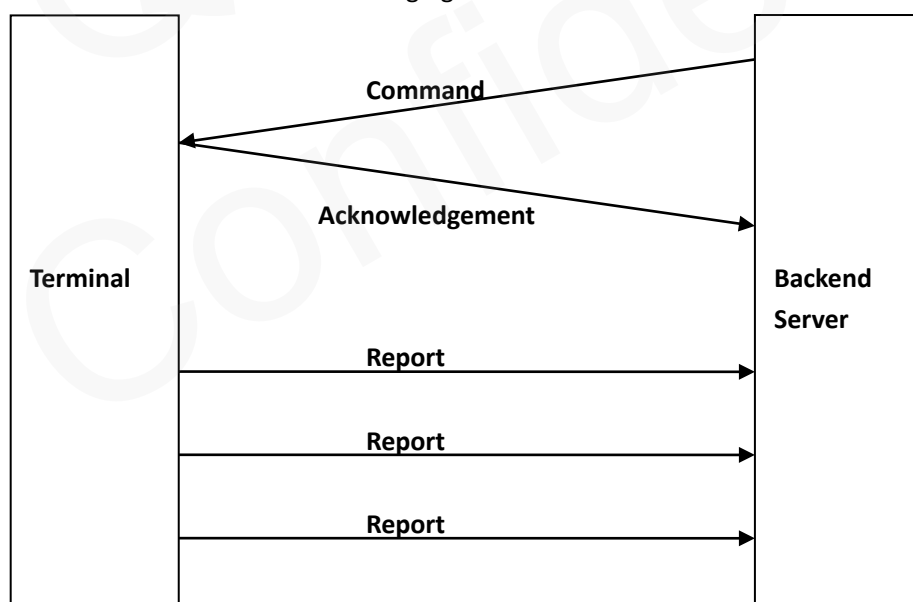 Command
Acknowledgement
Terminal
Backend
Server
Report
Report
Report